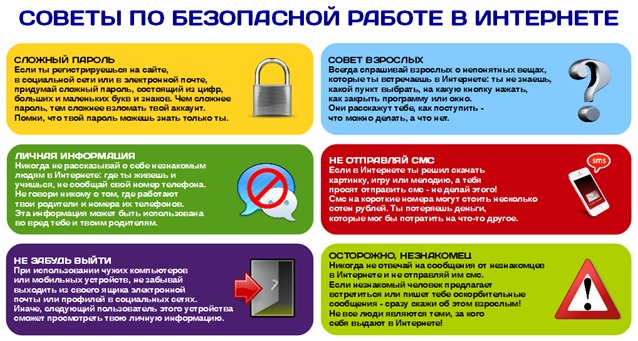 СОВЕТЫ ПО БЕЗОПАСНОЙ РАБОТЕ В ИНТЕРНЕТЕ
СЛОЖНЫЙ ПАРОЛЬ
Если ты регистрируешься на сайте,
в социальной сети или в электронной почте,
придумай сложный пароль, состоящий из цифр,
больших и маленьких букв и знаков. Чем сложнее
пароль, тем сложнее взломать твой аккаунт.
Помни, что твой пароль можешь знать только ты.
СОВЕТ ВЗРОСЛЫХ
Всегда спрашивай взрослых о непонятных вещах,
которые ты встречаешь в Интернете: ты не знаешь,
какой пункт выбрать, на какую кнопку нажать,
как закрыть программу или окно.
Они расскажут тебе, как поступить -
что можно делать, а что нет.
ЛИЧНАЯ ИНФОРМАЦИЯ
Никогда не рассказывай о себе незнакомым
людям в Интернете: где ты живешь и
учишься, не сообщай свой номер телефона.
Не говори никому о том, где работают
твои родители и номера их телефонов.
Эта информация может быть использована
во вред тебе и твоим родителям.
НЕ ОТПРАВЛЯЙ СМС
Если в Интернете ты решил скачать
картинку, игру или мелодию, а тебя
просят отправить смс - не делай этого!
Смс на короткие номера могут стоить несколько
сотен рублей. Ты потеряешь деньги,
которые мог бы потратить на что-то другое.
sms
НЕ ЗАБУДЬ ВЫЙТИ
При использовании чужих компьютеров
или мобильных устройств, не забывай
выходить из своего ящика электронной
почты или профилей в социальных сетях.
Иначе, следующий пользователь этого устройства
сможет просмотреть твою личную информацию.
ОСТОРОЖНО, НЕЗНАКОМЕЦ
Никогда не отвечай на сообщения от незнакомцев
в Интернете и не отправляй им смс.
Если незнакомый человек предлагает
встретиться или пишет тебе оскорбительные
сообщения - сразу скажи об этом взрослым!
Не все люди являются теми, за кого
себя выдают в Интернете!